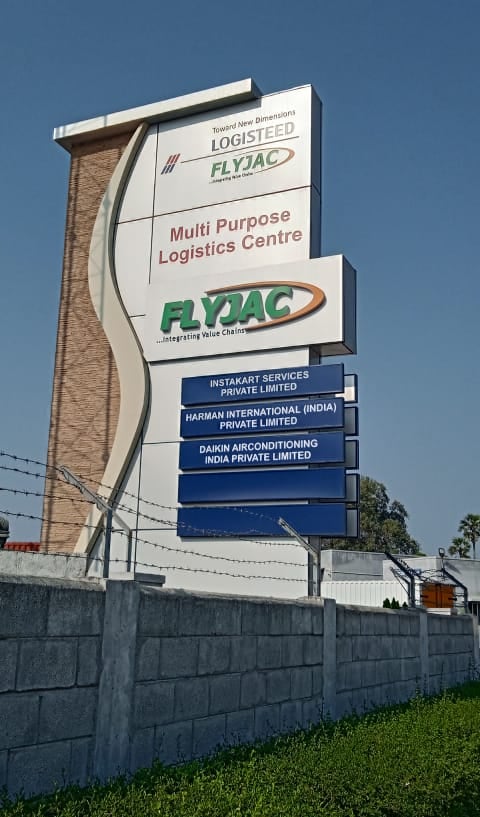 Toward New Dimensions
LOGISTEED
FLYJAC
...Integrating Value Chains
Multi Purpose
Logistics Centre
FLYJAC
...Integrating Value Chains
INSTAKART SERVICES
PRIVATE LIMITED
HARMAN INTERNATIONAL (INDIA)
PRIVATE LIMITED
DAIKIN AIRCONDITIONING
INDIA PRIVATE LIMITED